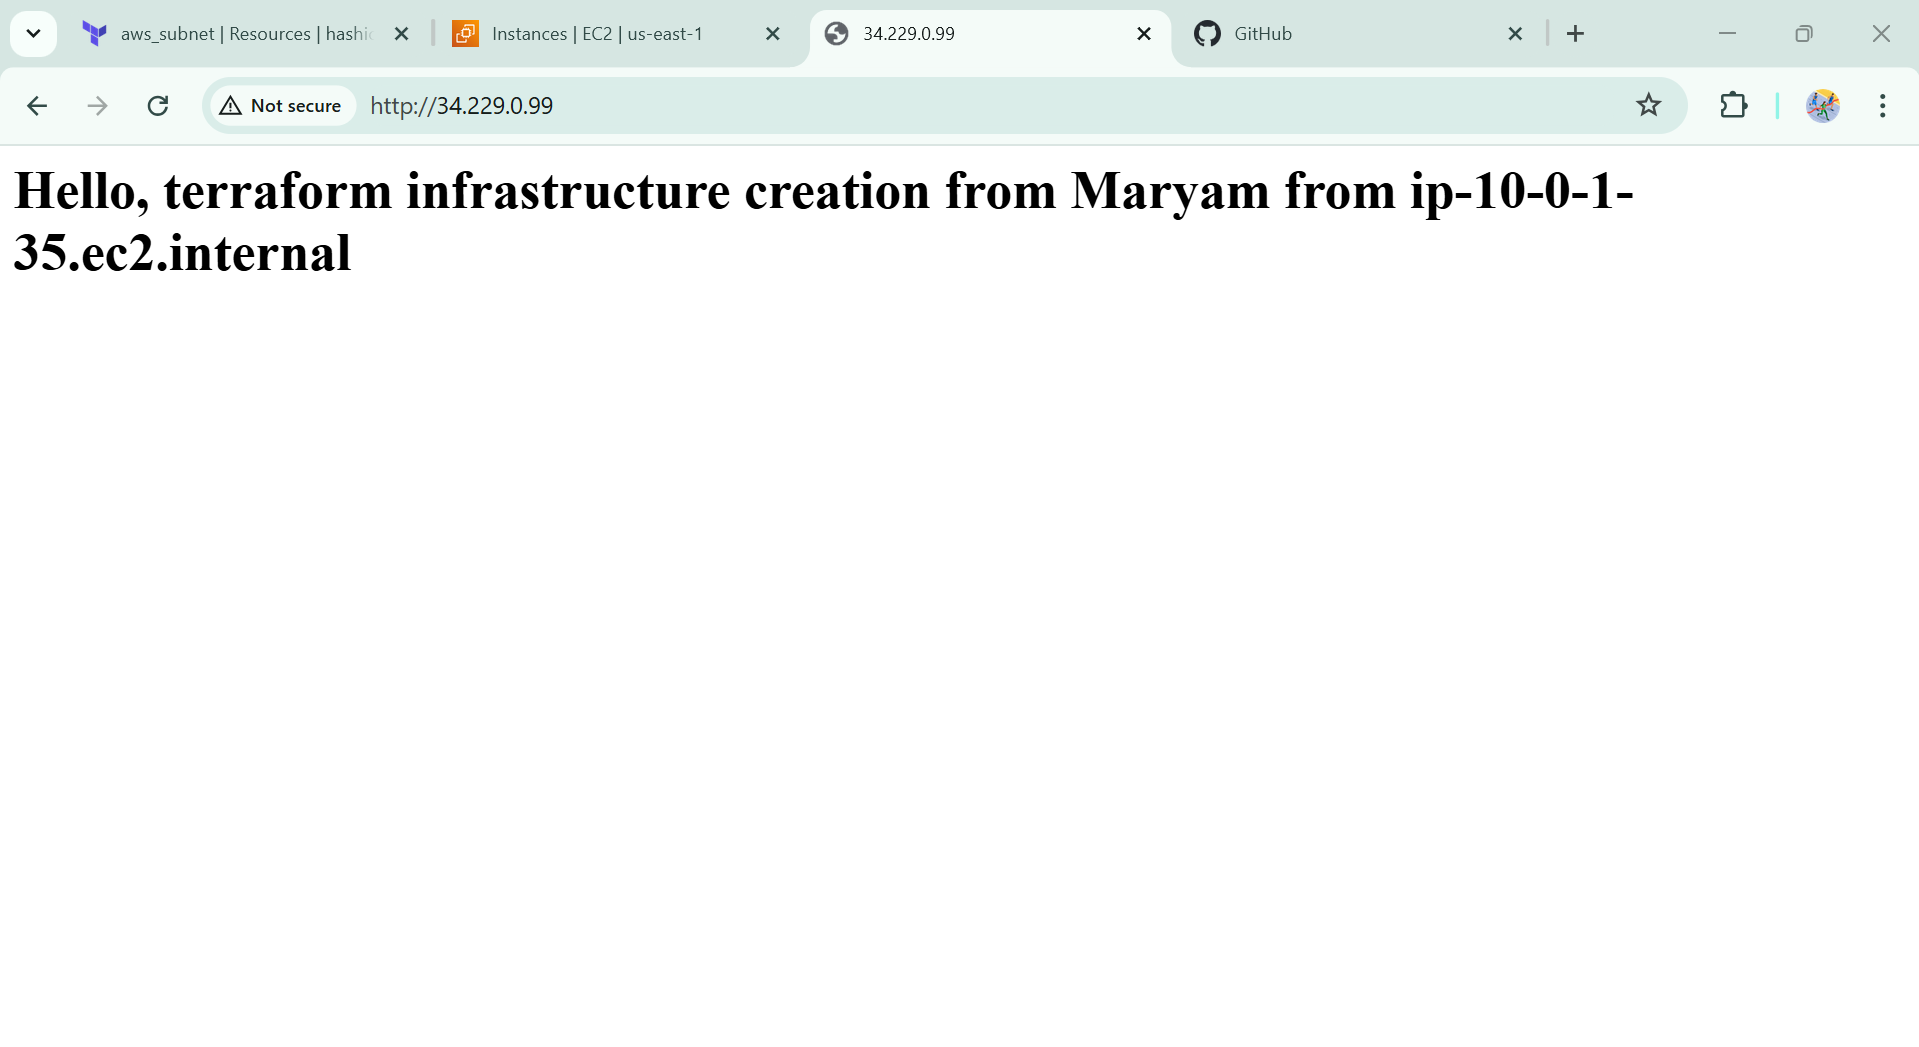 aws_subnet | Resources | hashic
Instances | EC2 | us-east-1
34.229.0.99
GitHub
Not secure
http://34.229.0.99
Hello, terraform infrastructure creation from Maryam from ip-10-0-1-
35.ec2.internal